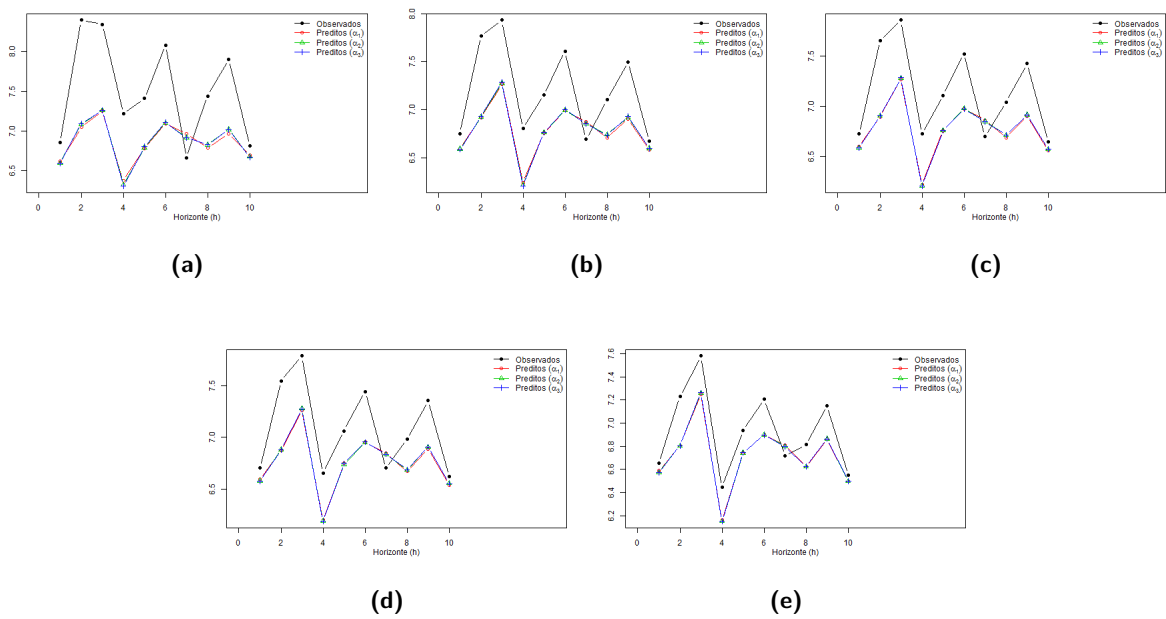 Observados
Preditos (α₁)
Preditos (α₂)
Preditos (α₃)
8.0
7.5
7.0
6.5
0 2 4 6 8 10
Horizonte (h)
(a)
Observados
Preditos (α₁)
Preditos (α₂)
Preditos (α₃)
8.0
7.5
7.0
6.5
0 2 4 6 8 10
Horizonte (h)
(b)
Observados
Preditos (α₁)
Preditos (α₂)
Preditos (α₃)
7.5
7.0
6.5
0 2 4 6 8 10
Horizonte (h)
(c)
Observados
Preditos (α₁)
Preditos (α₂)
Preditos (α₃)
7.5
7.0
6.5
0 2 4 6 8 10
Horizonte (h)
(d)
Observados
Preditos (α₁)
Preditos (α₂)
Preditos (α₃)
7.6
7.4
7.2
7.0
6.8
6.6
6.4
6.2
0 2 4 6 8 10
Horizonte (h)
(e)